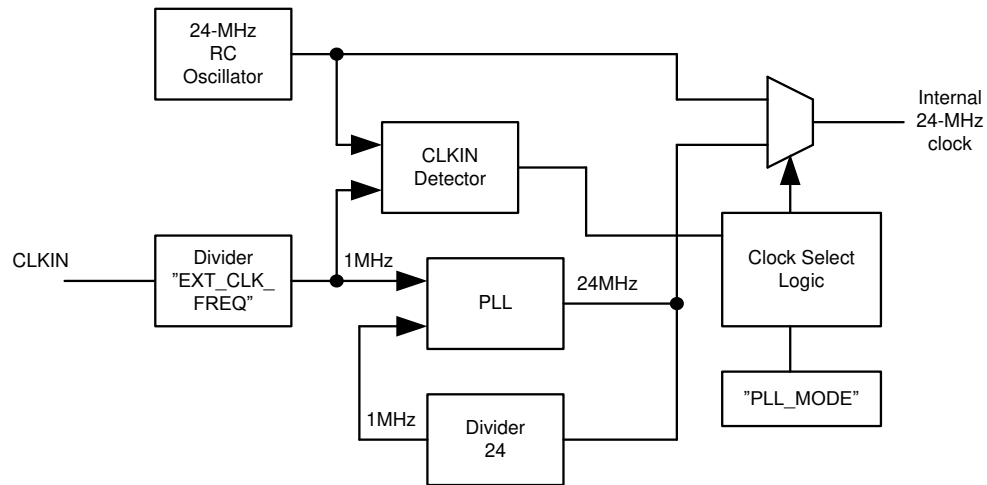 24-MHz
RC
Oscillator
Internal
24-MHz
clock
CLKIN
Detector
CLKIN
Divider
"EXT_CLK_
FREQ"
1MHz
PLL
24MHz
Clock Select
Logic
1MHz
Divider
24
"PLL_MODE"